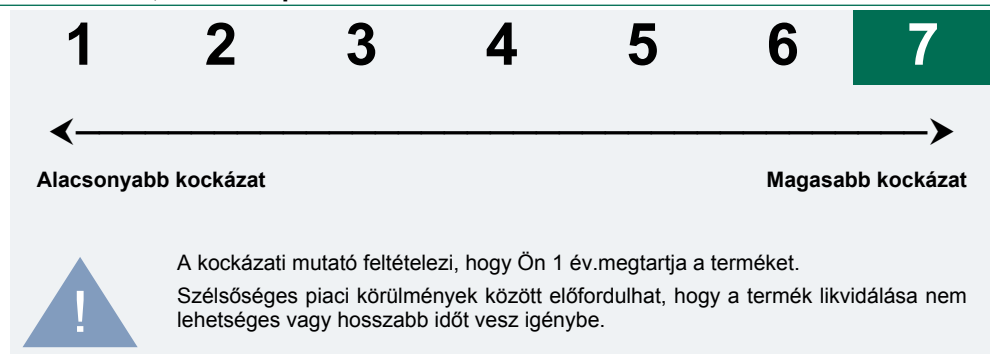 1 2 3 4 5 6 7
Alacsonyabb kockázat Magasabb kockázat
A kockázati mutató feltételezi, hogy Ön 1 év.megtartja a terméket.
Szélsőséges piaci körülmények között előfordulhat, hogy a termék likvidálása nem
lehetséges vagy hosszabb időt vesz igénybe.
!